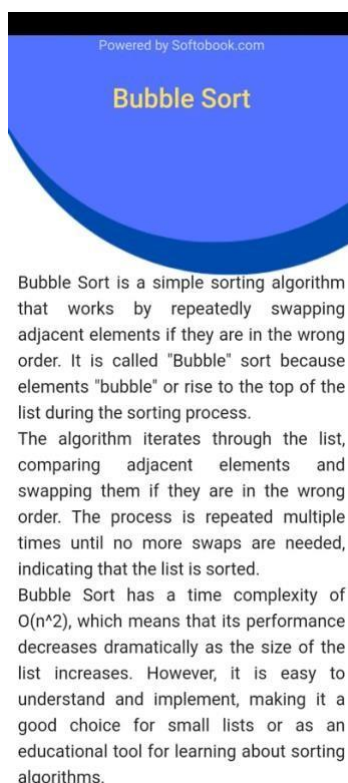 Powered by Softobook.com
Bubble Sort
Bubble Sort is a simple sorting algorithm
that works by repeatedly swapping
adjacent elements if they are in the wrong
order. It is called "Bubble" sort because
elements "bubble" or rise to the top of the
list during the sorting process.
The algorithm iterates through the list,
comparing adjacent elements and
swapping them if they are in the wrong
order. The process is repeated multiple
times until no more swaps are needed,
indicating that the list is sorted.
Bubble Sort has a time complexity of
O(n^2), which means that its performance
decreases dramatically as the size of the
list increases. However, it is easy to
understand and implement, making it a
good choice for small lists or as an
educational tool for learning about sorting
algorithms.